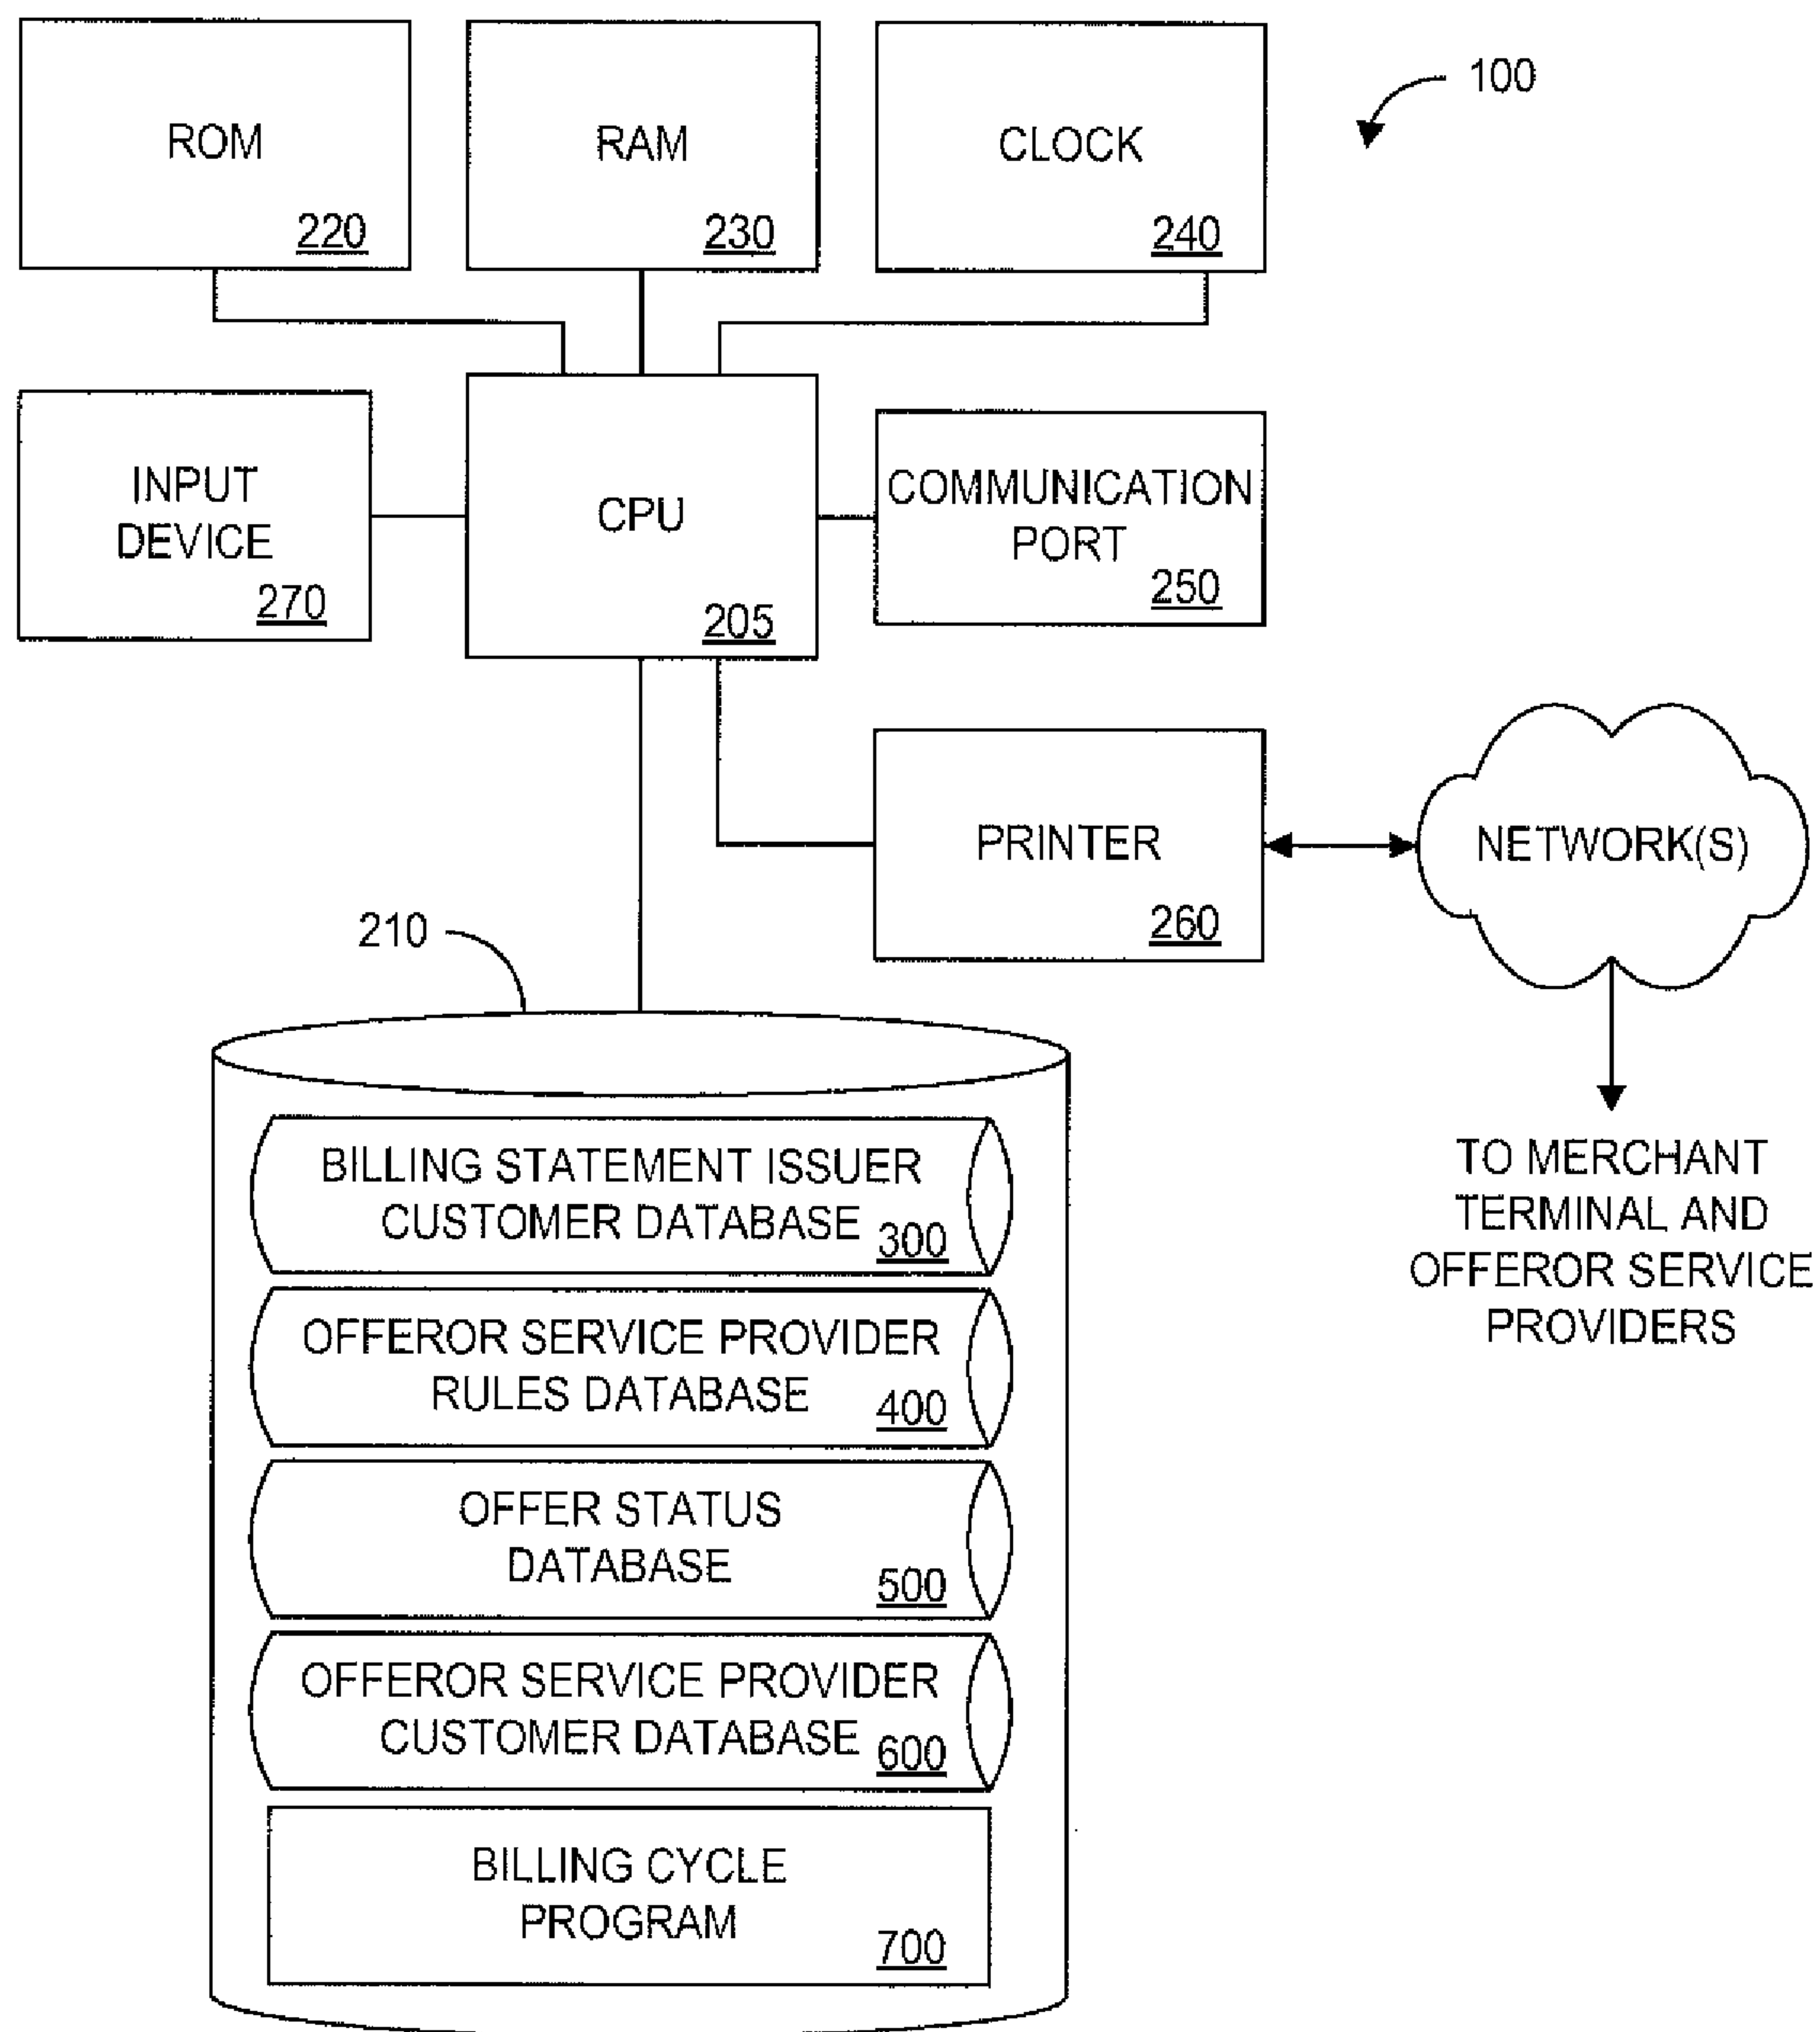 ROM
220
RAM
230
CLOCK
240
100
INPUT
DEVICE
270
CPU
205
COMMUNICATION
PORT
250
PRINTER
260
NETWORK(S)
210
TO MERCHANT
TERMINAL AND
OFFEROR SERVICE
PROVIDERS
BILLING STATEMENT ISSUER
CUSTOMER DATABASE 300
OFFEROR SERVICE PROVIDER
RULES DATABASE 400
OFFER STATUS
DATABASE 500
OFFEROR SERVICE PROVIDER
CUSTOMER DATABASE 600
BILLING CYCLE
PROGRAM 700